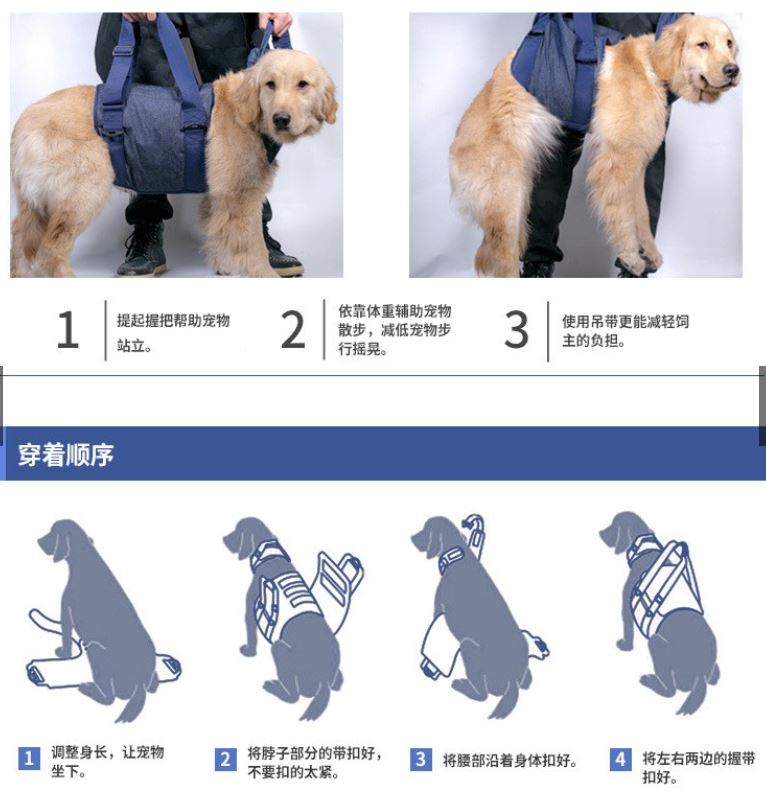 1
提起握把帮助宠物
站立。
2
依靠体重辅助宠物
散步，减低宠物步
行摇晃。
3
使用吊带更能减轻饲
主的负担。
穿着顺序
1
调整身长，让宠物
坐下。
2
将脖子部分的带扣好，
不要扣的太紧。
3
将腰部沿着身体扣好。
4
将左右两边的握带
扣好。